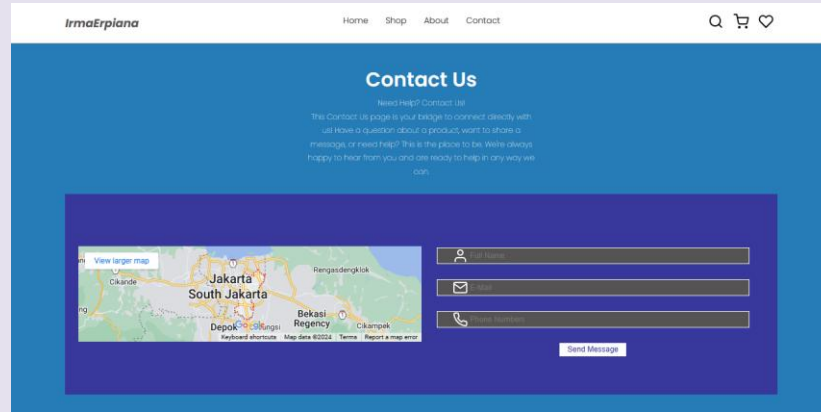 IrmaErpiana
Home Shop About Contact
Contact Us
Need Help? Contact Us!
This Contact Us page is your bridge to connect directly with
us! Have a question about a product, want to share a
message, or need help? This is the place to be. We're always
happy to hear from you and are ready to help in any way we
can.
View larger map
Cikande
Jakarta
South Jakarta
Rengasdengklok
Depok
ungsi
Bekasi
Regency
Cikampek
Keyboard shortcuts Map data ©2024 Terms Report a map error
Full Name
E-Mail
Phone Number
Send Message